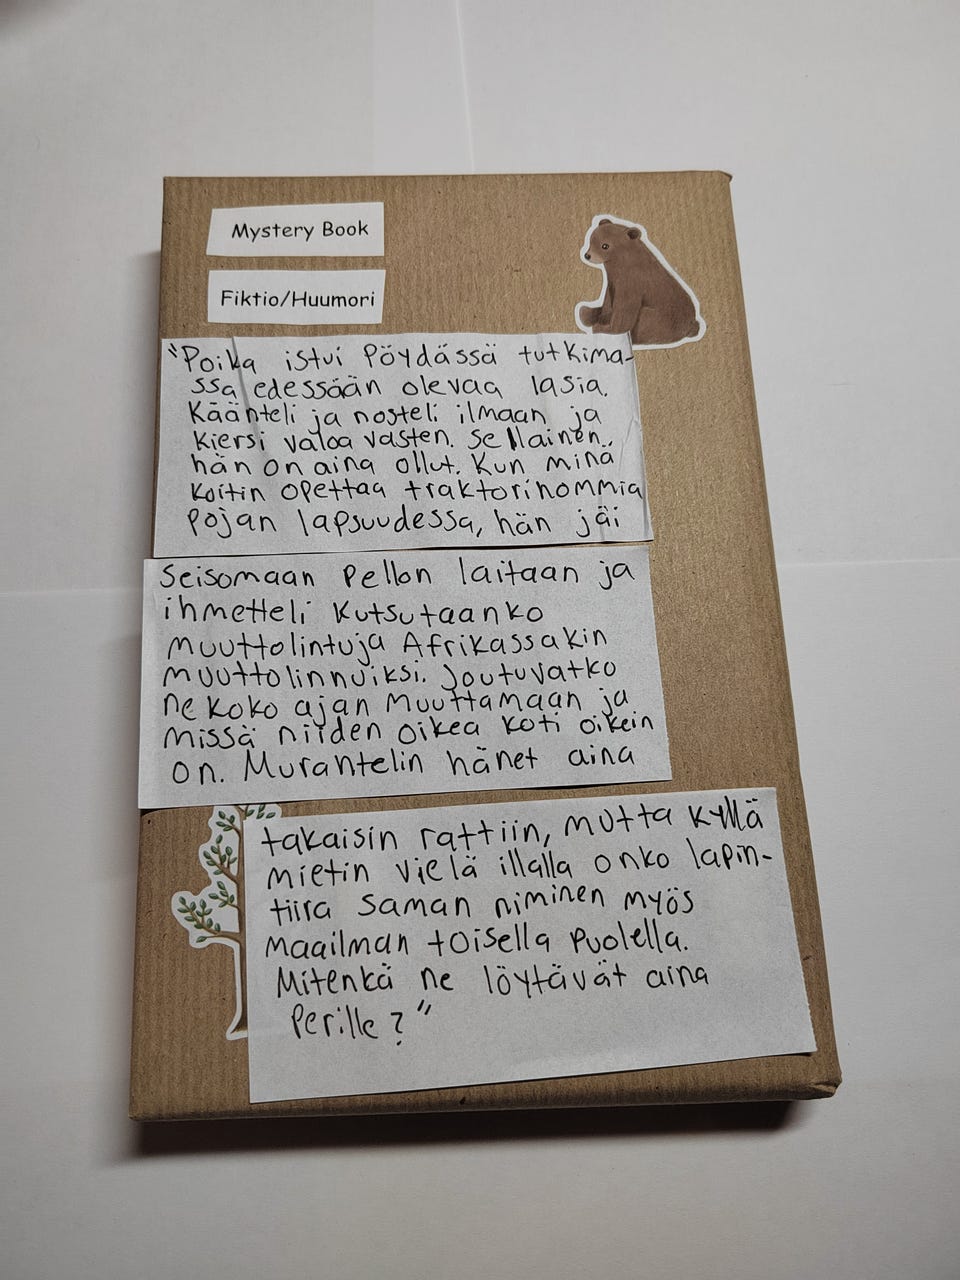 Mystery Book
Fiktio/Huumori
"Poika istui Pöydässä tutkima-
ssa edessään olevaa lasia.
Käänteli ja nosteli ilmaan ja
kiersi valoa vasten. Sellainen
hän on aina ollut. Kun minä
koitin opettaa traktorihommia
pojan lapsuudessa, hän jäi
seisomaan pellon laitaan ja
ihmetteli kutsutaanko
muuttolintuja Afrikassakin
muuttolinnuiksi. Joutuvatko
ne koko ajan muuttamaan ja
missä niiden oikea koti oikein
on. Murahtelin hänet aina
takaisin rattiin, mutta kyllä
mietin vielä illalla onko lapin-
tiira saman niminen myös
maailman toisella puolella.
Mitenkä ne löytävät aina
perille?"